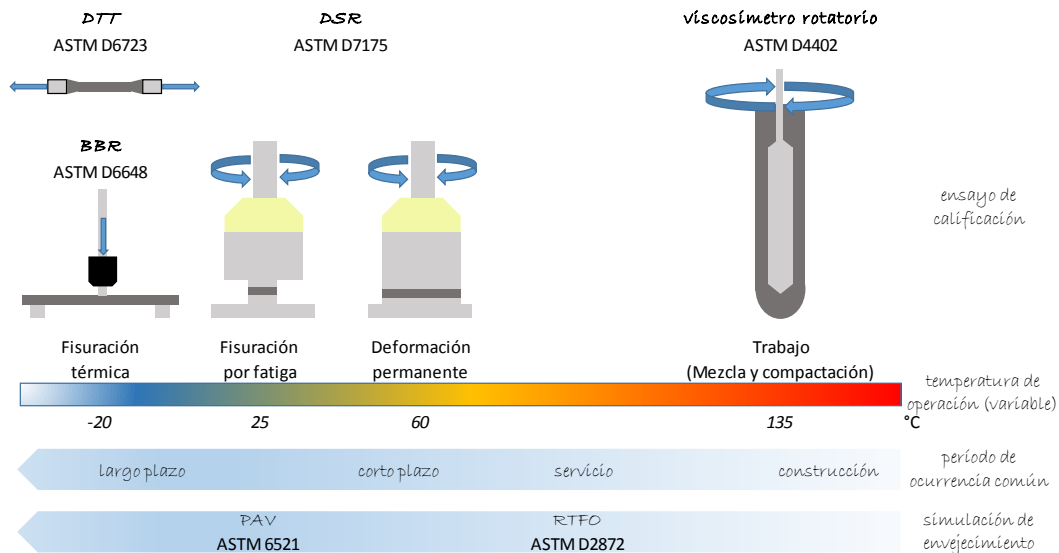 DTT
ASTM D6723
DSR
ASTM D7175
viscosímetro rotatorio
ASTM D4402
BBR
ASTM D6648
ensayo de
calificación
Fisuración
térmica
Fisuración
por fatiga
Deformación
permanente
Trabajo
(Mezcla y compactación)
temperatura de
operación (variable)
-20
25
60
135
°C
largo plazo
corto plazo
servicio
construcción
período de
ocurrencia común
PAV
ASTM 6521
RTFO
ASTM D2872
simulación de
envejecimiento